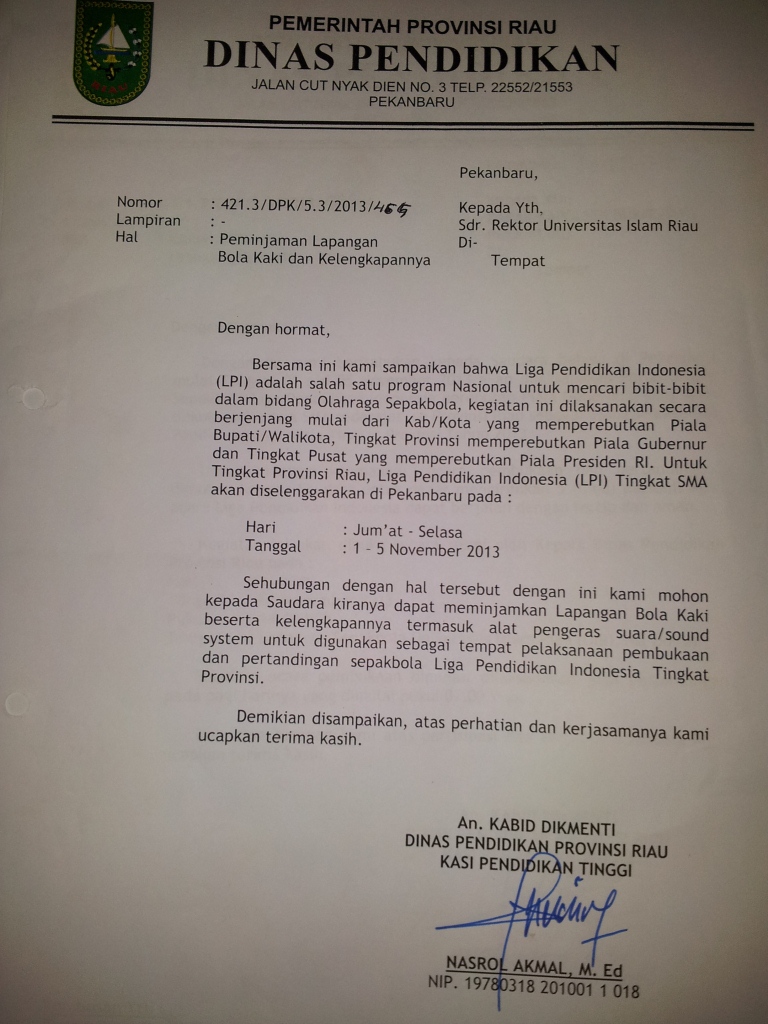 PEMERINTAH PROVINSI RIAU
DINAS PENDIDIKAN
JALAN CUT NYAK DIEN NO. 3 TELP. 22552/21553
PEKANBARU
Pekanbaru,
Nomor : 421.3/DPK/5.3/2013/
Lampiran : -
Hal : Peminjaman Lapangan
Bola Kaki dan Kelengkapannya
Kepada Yth,
Sdr. Rektor Universitas Islam Riau
Di-
Tempat
Dengan hormat,
Bersama ini kami sampaikan bahwa Liga Pendidikan Indonesia
(LPI) adalah salah satu program Nasional untuk mencari bibit-bibit
dalam bidang Olahraga Sepakbola, kegiatan ini dilaksanakan secara
berjenjang mulai dari Kab/Kota yang memperebutkan Piala
Bupati/Walikota, Tingkat Provinsi memperebutkan Piala Gubernur
dan Tingkat Pusat yang memperebutkan Piala Presiden RI. Untuk
Tingkat Provinsi Riau, Liga Pendidikan Indonesia (LPI) Tingkat SMA
akan diselenggarakan di Pekanbaru pada :
Hari : Jum'at - Selasa
Tanggal : 1 - 5 November 2013
Sehubungan dengan hal tersebut dengan ini kami mohon
kepada Saudara kiranya dapat meminjamkan Lapangan Bola Kaki
beserta kelengkapannya termasuk alat pengeras suara/sound
system untuk digunakan sebagai tempat pelaksanaan pembukaan
dan pertandingan sepakbola Liga Pendidikan Indonesia Tingkat
Provinsi.
Demikian disampaikan, atas perhatian dan kerjasamanya kami
ucapkan terima kasih.
An. KABID DIKMENTI
DINAS PENDIDIKAN PROVINSI RIAU
KASI PENDIDIKAN TINGGI
NASROL AKMAL, M. Ed
NIP. 19780318 201001 1 018